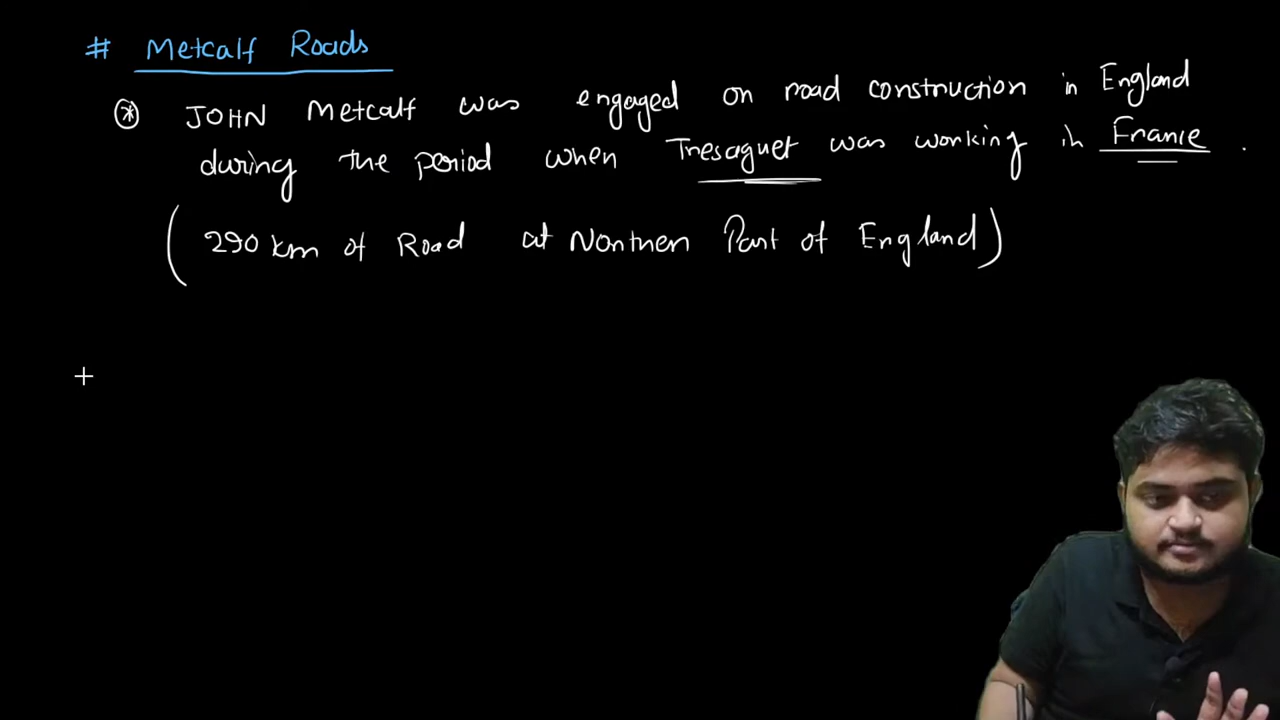 # Metcalf Roads
* JOHN Metcalf was engaged on road construction in England
during the period when Tresaguet was working in France.
(290 km of Road at Northen Part of England)